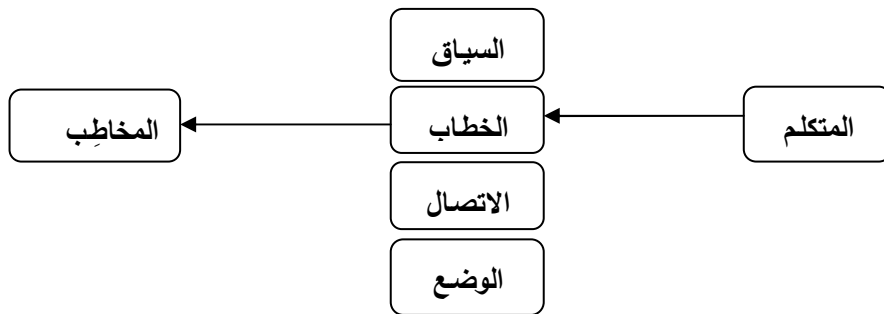 السياق
المتكلم
الخطاب
المخاطِب
الاتصال
الوضع